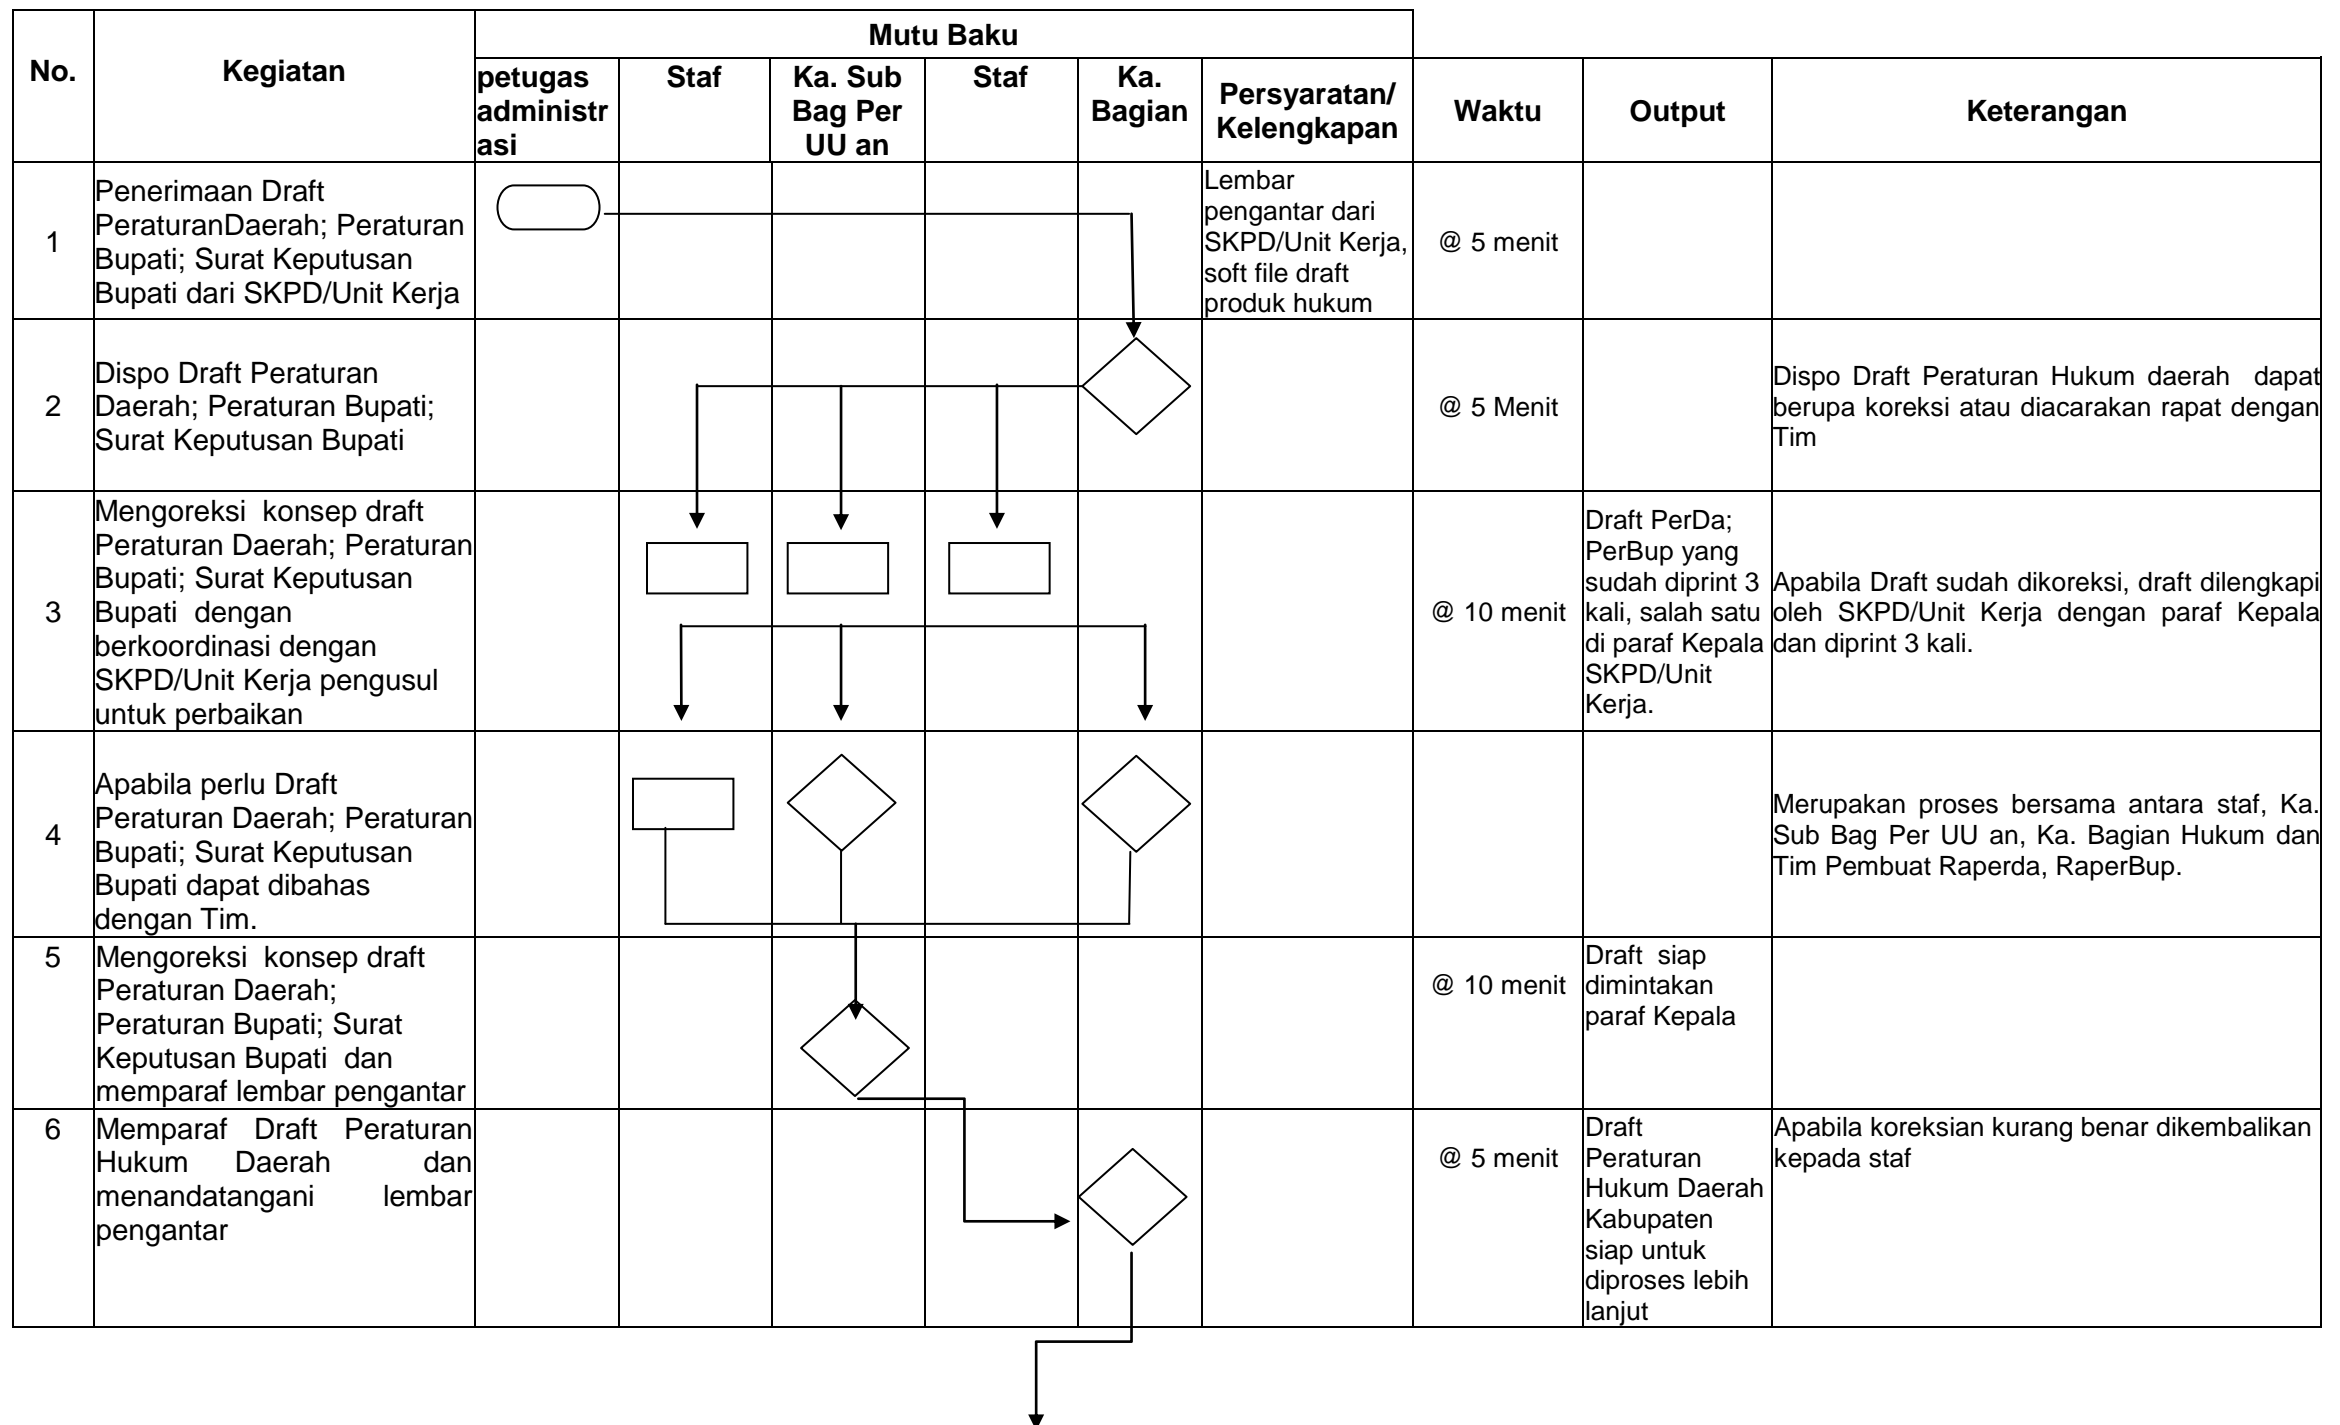 Mutu Baku
No.
Kegiatan
petugas
administr
asi
Staf
Ka. Sub
Bag Per
UU an
Staf
Ka.
Bagian
Persyaratan/
Kelengkapan
Waktu
Output
Keterangan
1
Penerimaan Draft
PeraturanDaerah; Peraturan
Bupati; Surat Keputusan
Bupati dari SKPD/Unit Kerja
Lembar
pengantar dari
SKPD/Unit Kerja,
soft file draft
produk hukum
@ 5 menit
2
Dispo Draft Peraturan
Daerah; Peraturan Bupati;
Surat Keputusan Bupati
@ 5 Menit
Dispo Draft Peraturan Hukum daerah dapat
berupa koreksi atau diacarakan rapat dengan
Tim
3
Mengoreksi konsep draft
Peraturan Daerah; Peraturan
Bupati; Surat Keputusan
Bupati dengan
berkoordinasi dengan
SKPD/Unit Kerja pengusul
untuk perbaikan
@ 10 menit
Draft PerDa;
PerBup yang
sudah diprint 3
kali, salah satu
di paraf Kepala
SKPD/Unit
Kerja.
Apabila Draft sudah dikoreksi, draft dilengkapi
oleh SKPD/Unit Kerja dengan paraf Kepala
dan diprint 3 kali.
4
Apabila perlu Draft
Peraturan Daerah; Peraturan
Bupati; Surat Keputusan
Bupati dapat dibahas
dengan Tim.
Merupakan proses bersama antara staf, Ka.
Sub Bag Per UU an, Ka. Bagian Hukum dan
Tim Pembuat Raperda, RaperBup.
5
Mengoreksi konsep draft
Peraturan Daerah;
Peraturan Bupati; Surat
Keputusan Bupati dan
memparaf lembar pengantar
@ 10 menit
Draft siap
dimintakan
paraf Kepala
6
Memparaf Draft Peraturan
Hukum Daerah dan
menandatangani lembar
pengantar
@ 5 menit
Draft
Peraturan
Hukum Daerah
Kabupaten
siap untuk
diproses lebih
lanjut
Apabila koreksian kurang benar dikembalikan
kepada staf